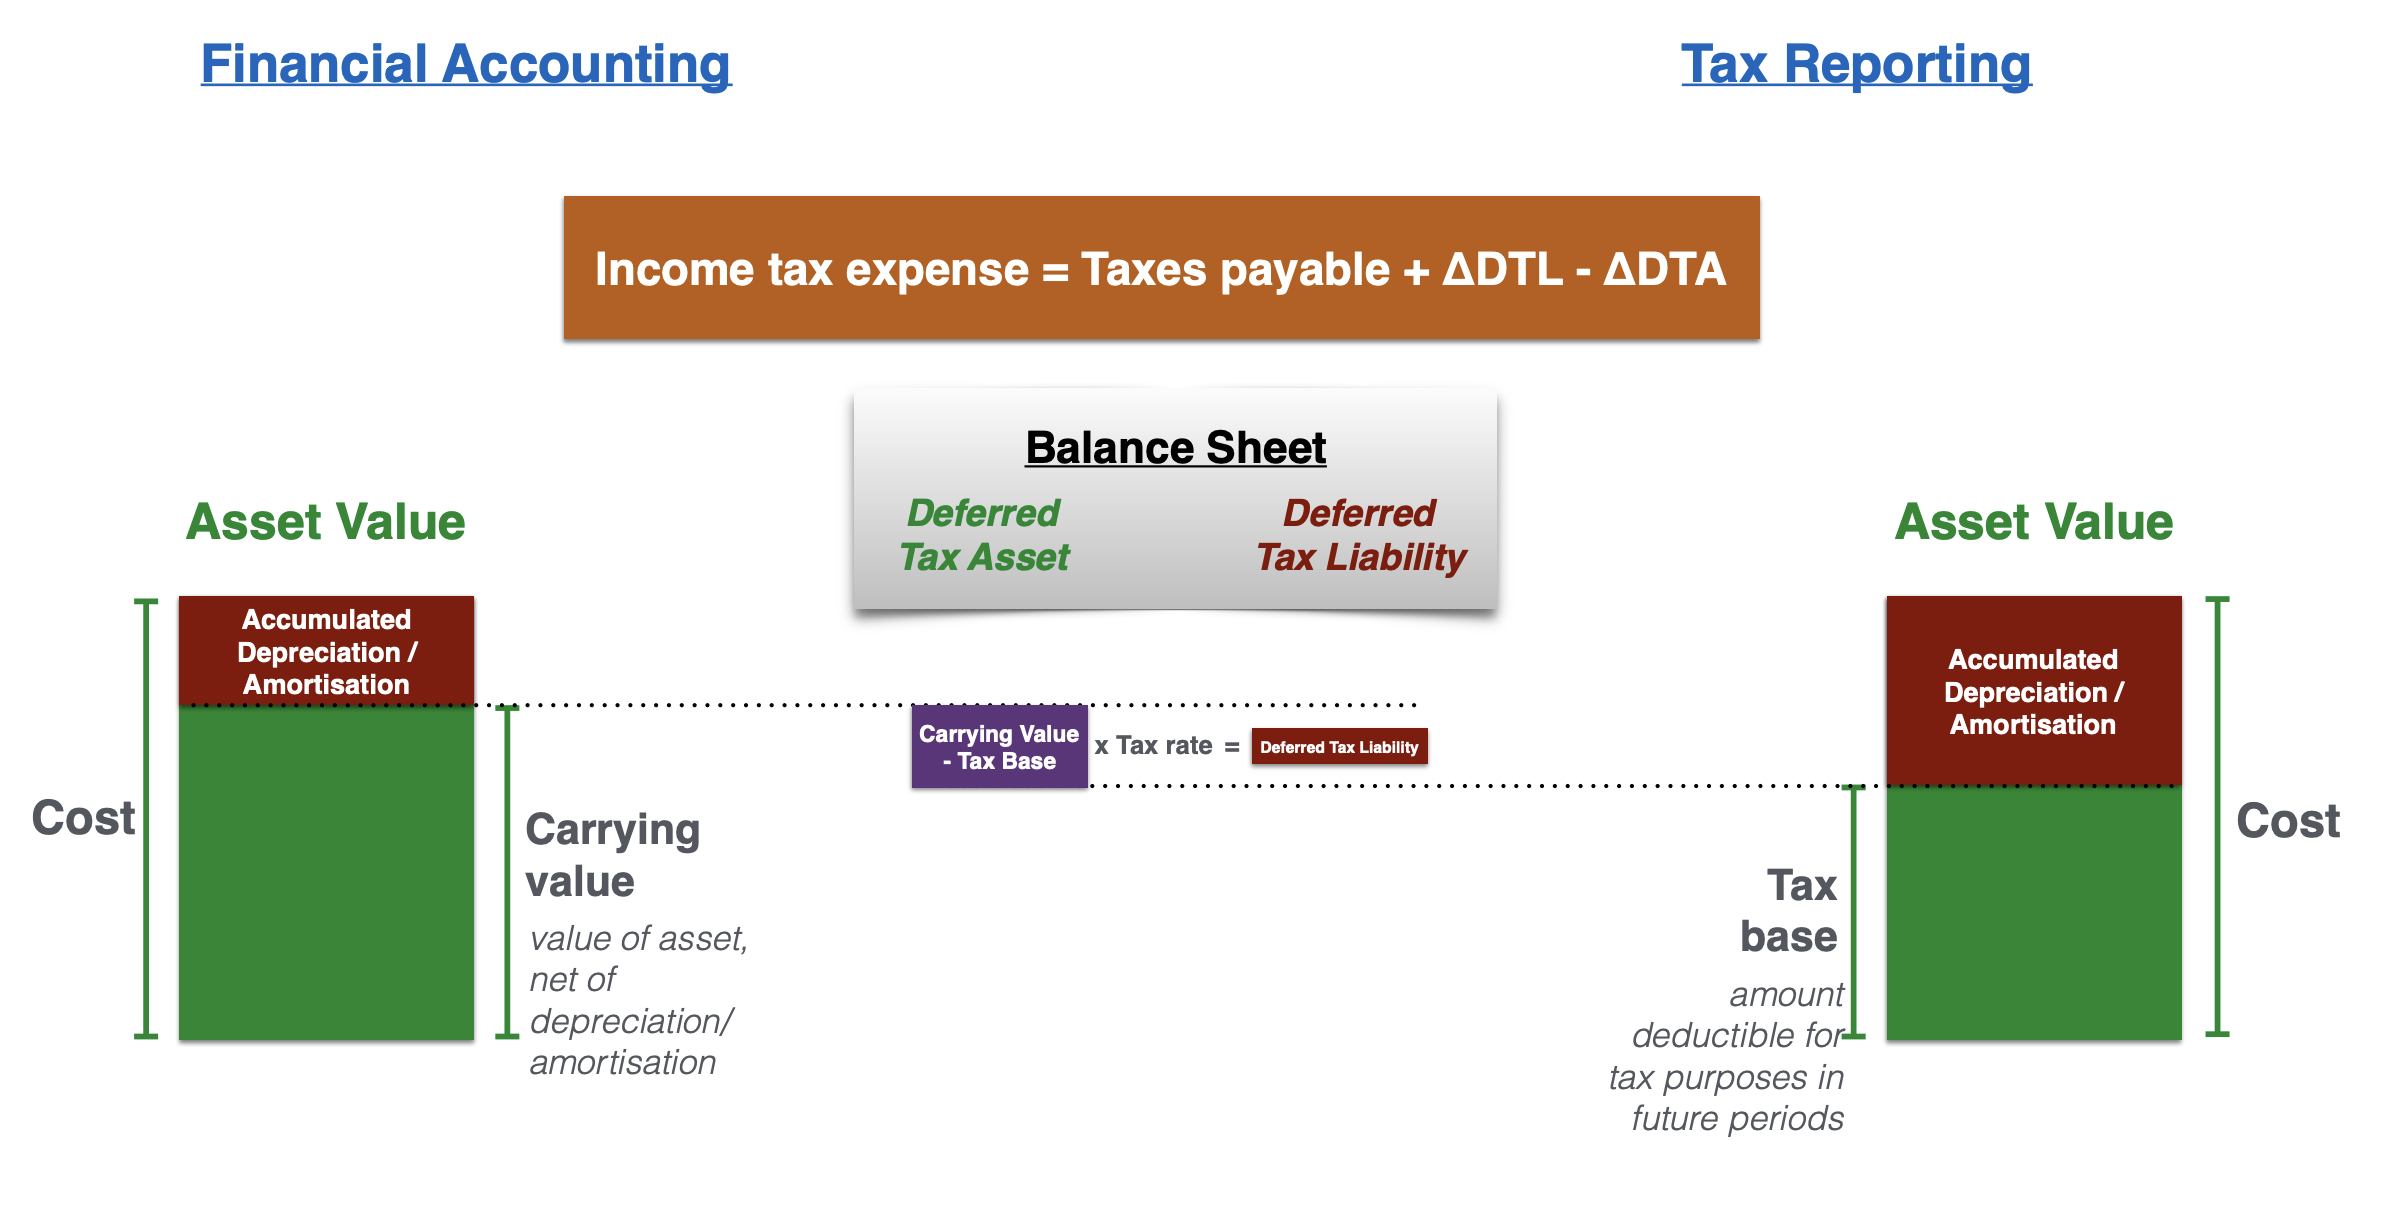 Financial Accounting
Tax Reporting
Income tax expense = Taxes payable + ΔDTL - ΔDTA
Balance Sheet
Deferred
Tax Asset
Deferred
Tax Liability
Asset Value
Asset Value
Accumulated
Depreciation /
Amortisation
Accumulated
Depreciation /
Amortisation
Carrying Value
- Tax Base
x Tax rate =
Deferred Tax Liability
Cost
Carrying
value
value of asset,
net of
depreciation/
amortisation
Tax
base
amount
deductible for
tax purposes in
future periods
Cost